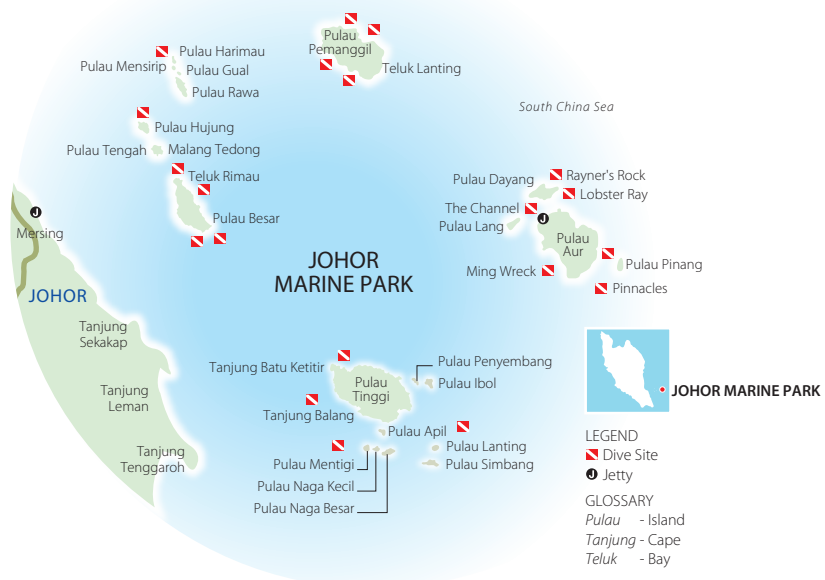 Pulau Harimau
Pulau Mensirip
Pulau Gual
Pulau Rawa
Pulau
Pemanggil
Teluk Lanting
South China Sea
Pulau Hujung
Pulau Tengah
Malang Tedong
Teluk Rimau
Pulau Besar
Pulau Dayang
Rayner's Rock
Lobster Ray
The Channel
Pulau Lang
Pulau
Aur
Pulau Pinang
Ming Wreck
Pinnacles
J
J
Mersing
JOHOR
MARINE PARK
JOHOR
Tanjung
Sekakap
Tanjung
Leman
Tanjung
Tenggaroh
Tanjung Batu Ketitir
Pulau
Tinggi
Pulau Penyembang
Pulau Ibol
Tanjung Balang
Pulau Apil
Pulau Lanting
Pulau Simbang
Pulau Mentigi
Pulau Naga Kecil
Pulau Naga Besar
JOHOR MARINE PARK
LEGEND
Dive Site
J Jetty
GLOSSARY
Pulau - Island
Tanjung - Cape
Teluk - Bay